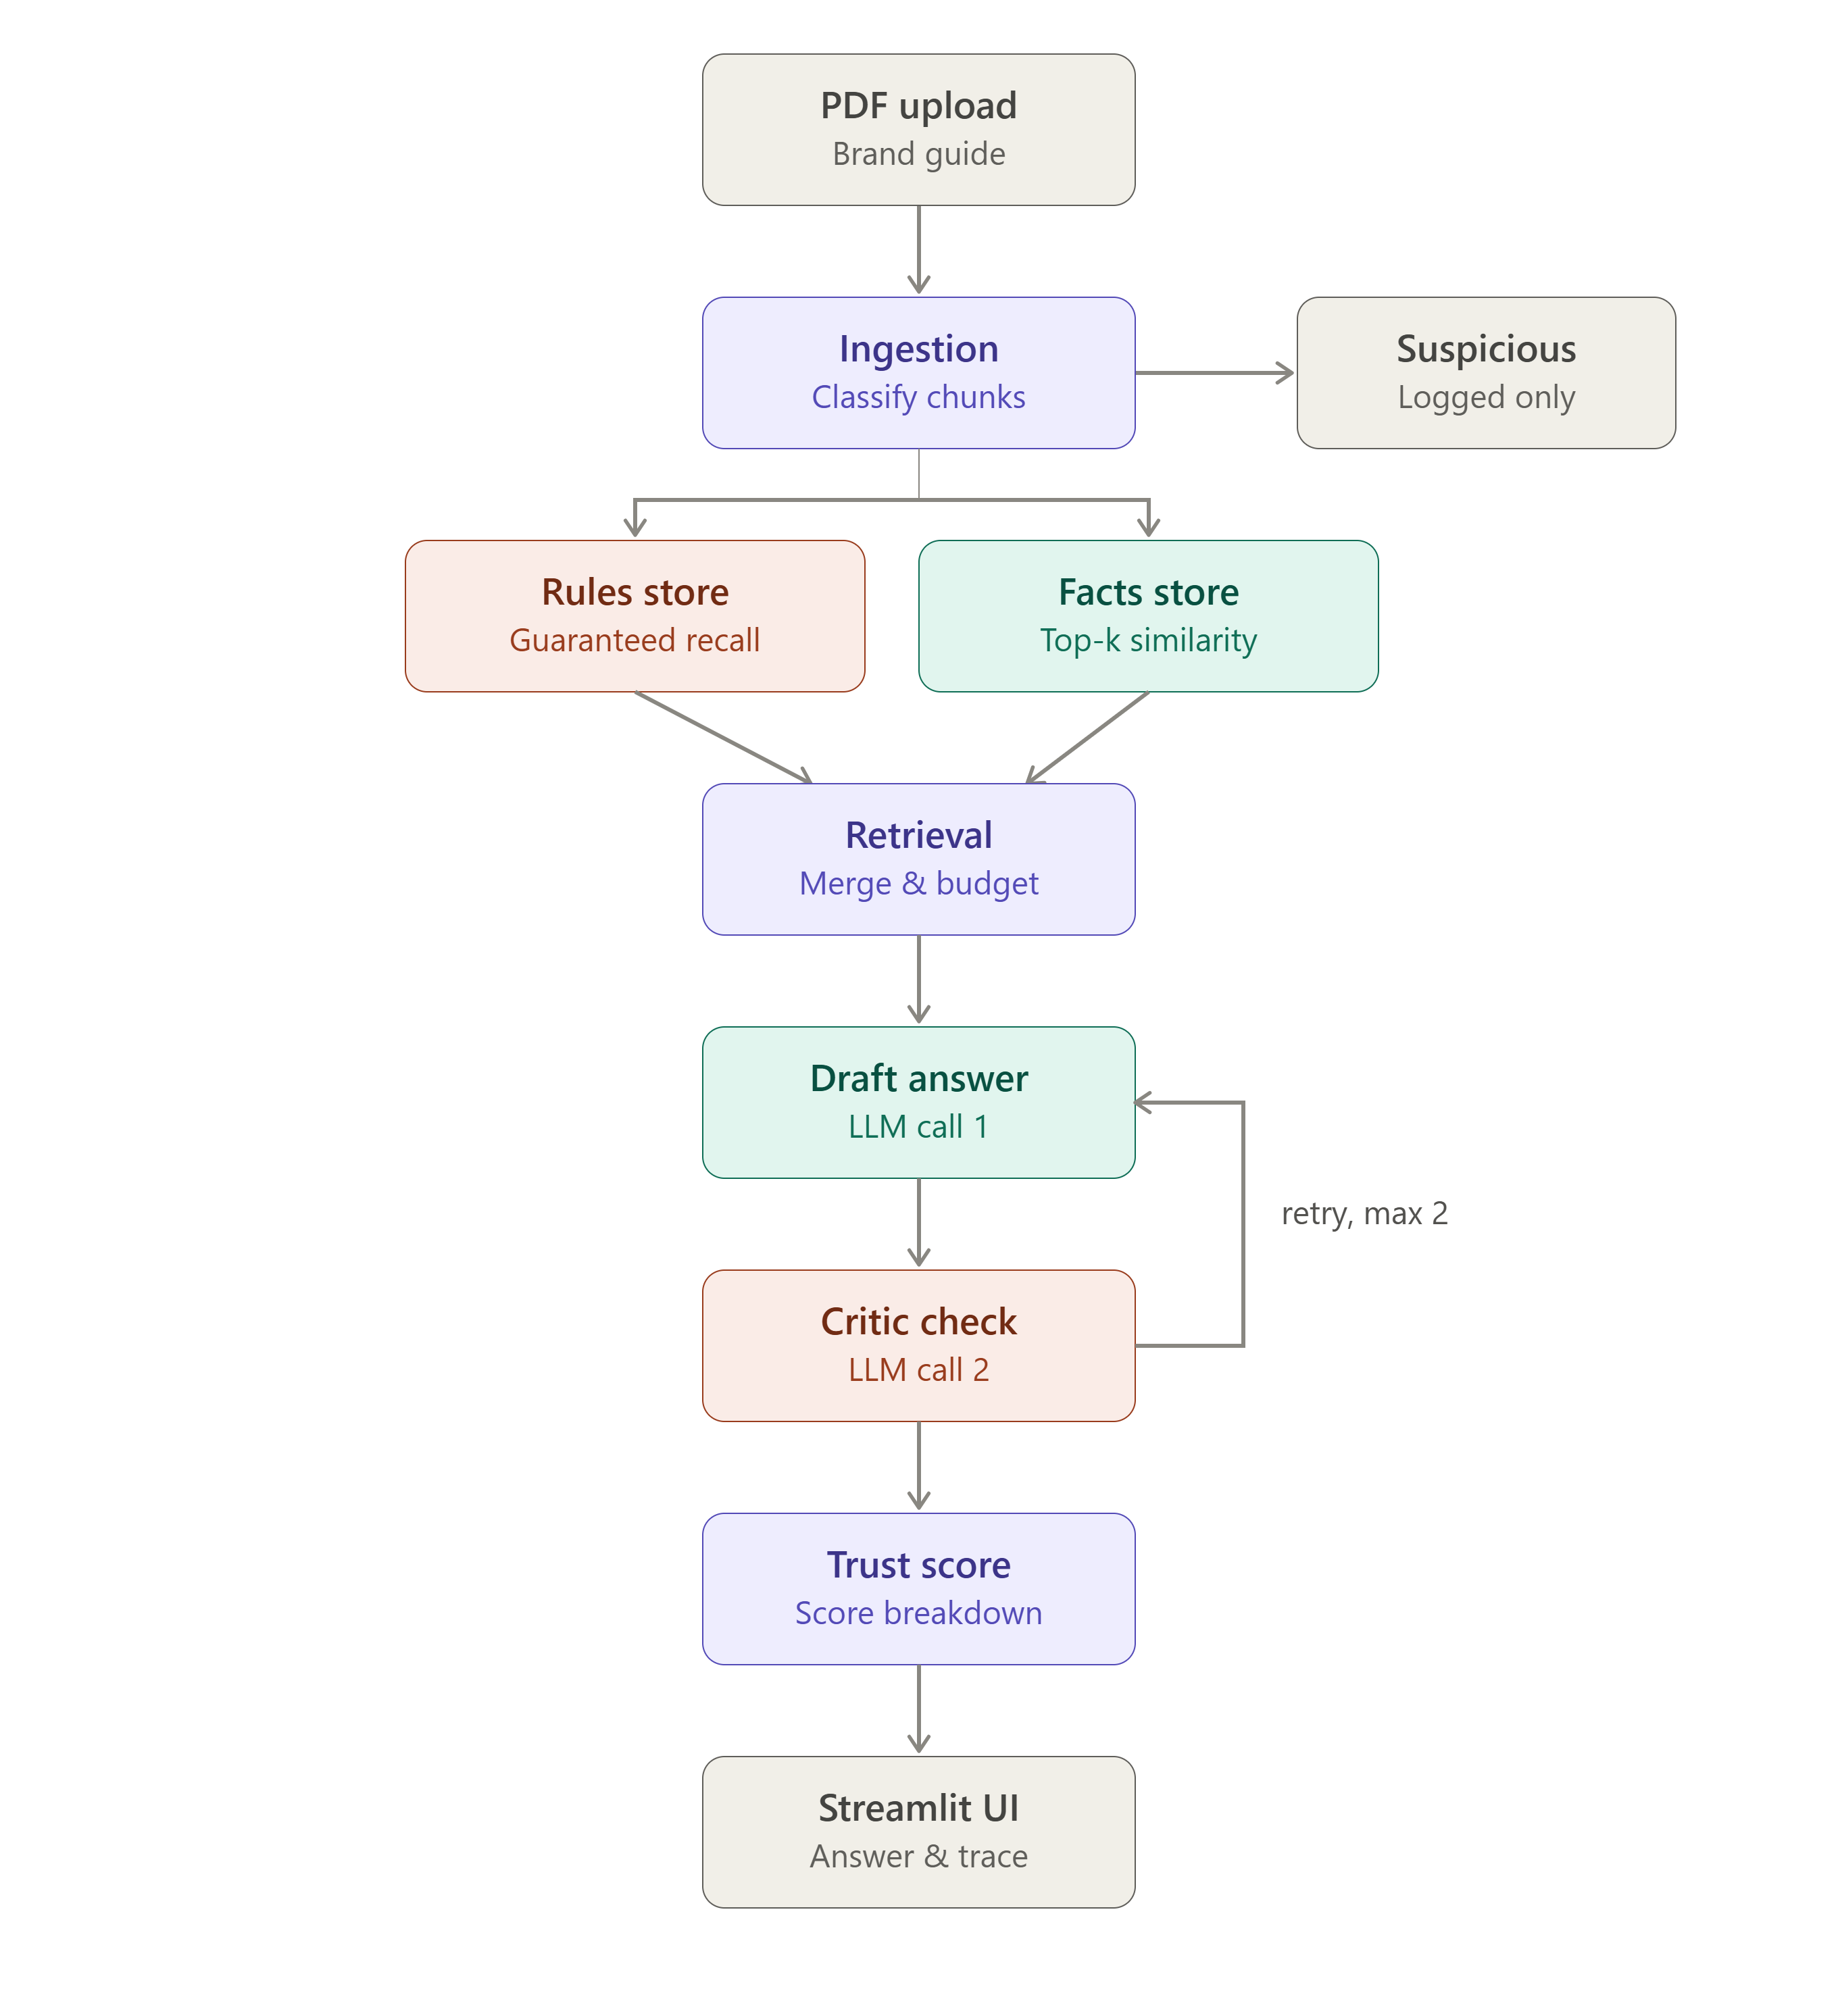 PDF upload
Brand guide
Ingestion
Classify chunks
Suspicious
Logged only
Rules store
Guaranteed recall
Facts store
Top-k similarity
Retrieval
Merge & budget
Draft answer
LLM call 1
retry, max 2
Critic check
LLM call 2
Trust score
Score breakdown
Streamlit UI
Answer & trace